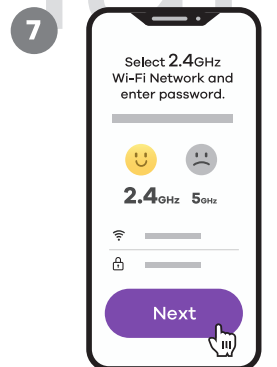 7
Select 2.4GHz
Wi-Fi Network and
enter password.
2.4GHz 5GHz
Next